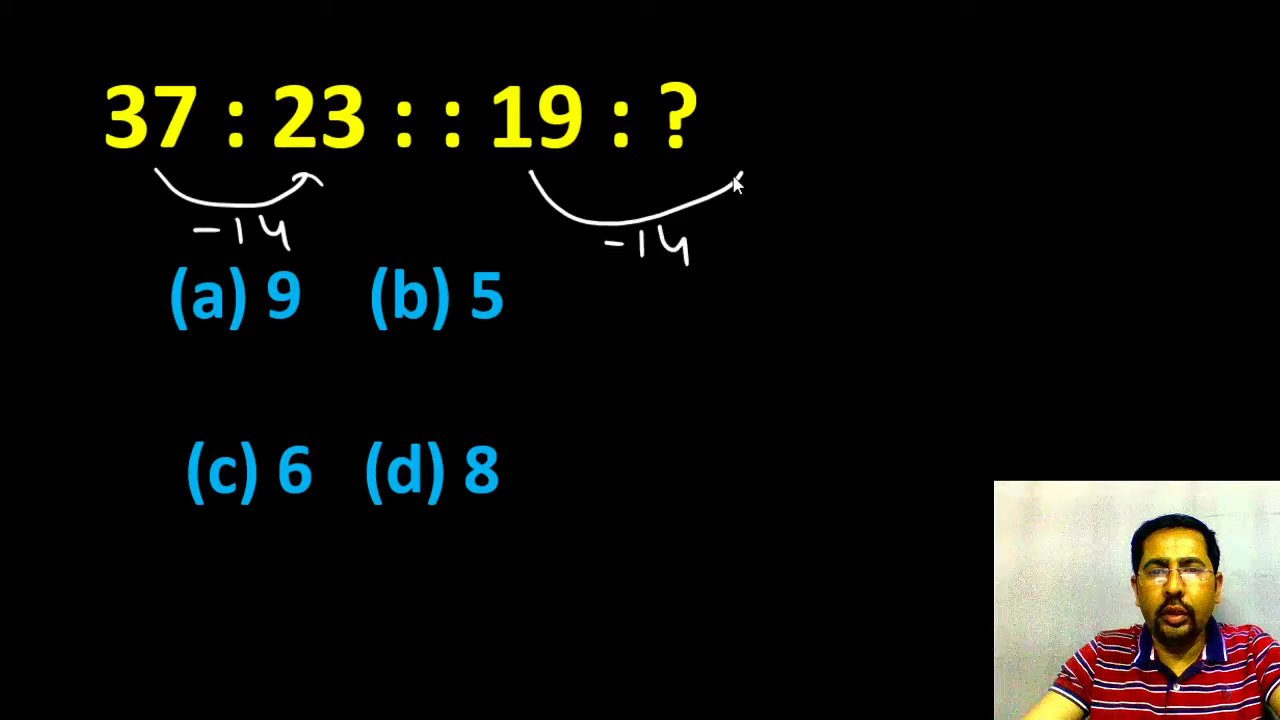 37 : 23 : : 19 : ?
-14 -14
(a) 9 (b) 5
(c) 6 (d) 8